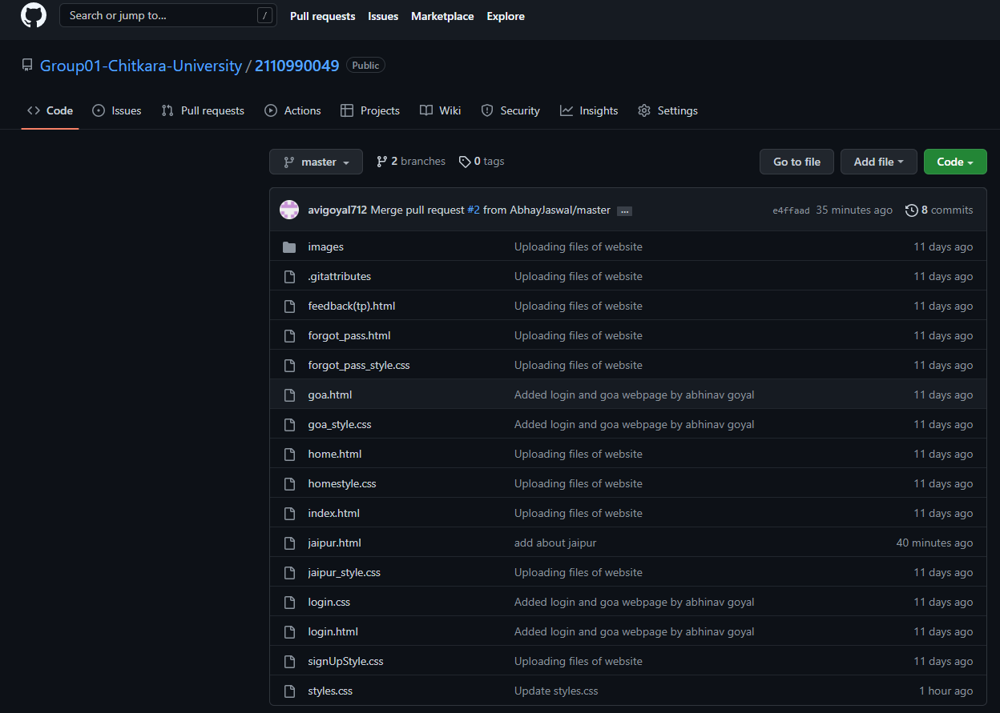 Search or jump to... /
Pull requests Issues Marketplace Explore
Group01-Chitkara-University / 2110990049 Public
Code Issues Pull requests Actions Projects Wiki Security Insights Settings
master 2 branches 0 tags Go to file Add file Code
avigoyal712 Merge pull request #2 from AbhayJaswal/master ... e4ffaad 35 minutes ago 8 commits
images Uploading files of website 11 days ago
.gitattributes Uploading files of website 11 days ago
feedback(tp).html Uploading files of website 11 days ago
forgot_pass.html Uploading files of website 11 days ago
forgot_pass_style.css Uploading files of website 11 days ago
goa.html Added login and goa webpage by abhinav goyal 11 days ago
goa_style.css Added login and goa webpage by abhinav goyal 11 days ago
home.html Uploading files of website 11 days ago
homestyle.css Uploading files of website 11 days ago
index.html Uploading files of website 11 days ago
jaipur.html add about jaipur 40 minutes ago
jaipur_style.css Uploading files of website 11 days ago
login.css Added login and goa webpage by abhinav goyal 11 days ago
login.html Added login and goa webpage by abhinav goyal 11 days ago
signUpStyle.css Uploading files of website 11 days ago
styles.css Update styles.css 1 hour ago